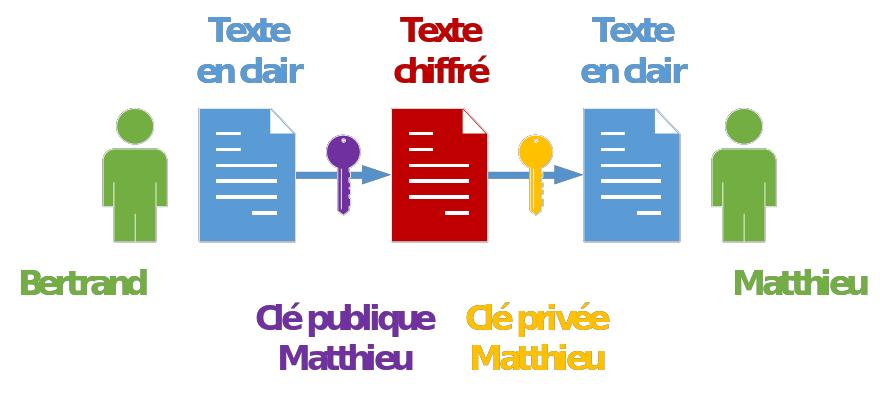 Texte
en clair
Texte
chiffré
Texte
en clair
Bertrand
Matthieu
Clé publique
Matthieu
Clé privée
Matthieu